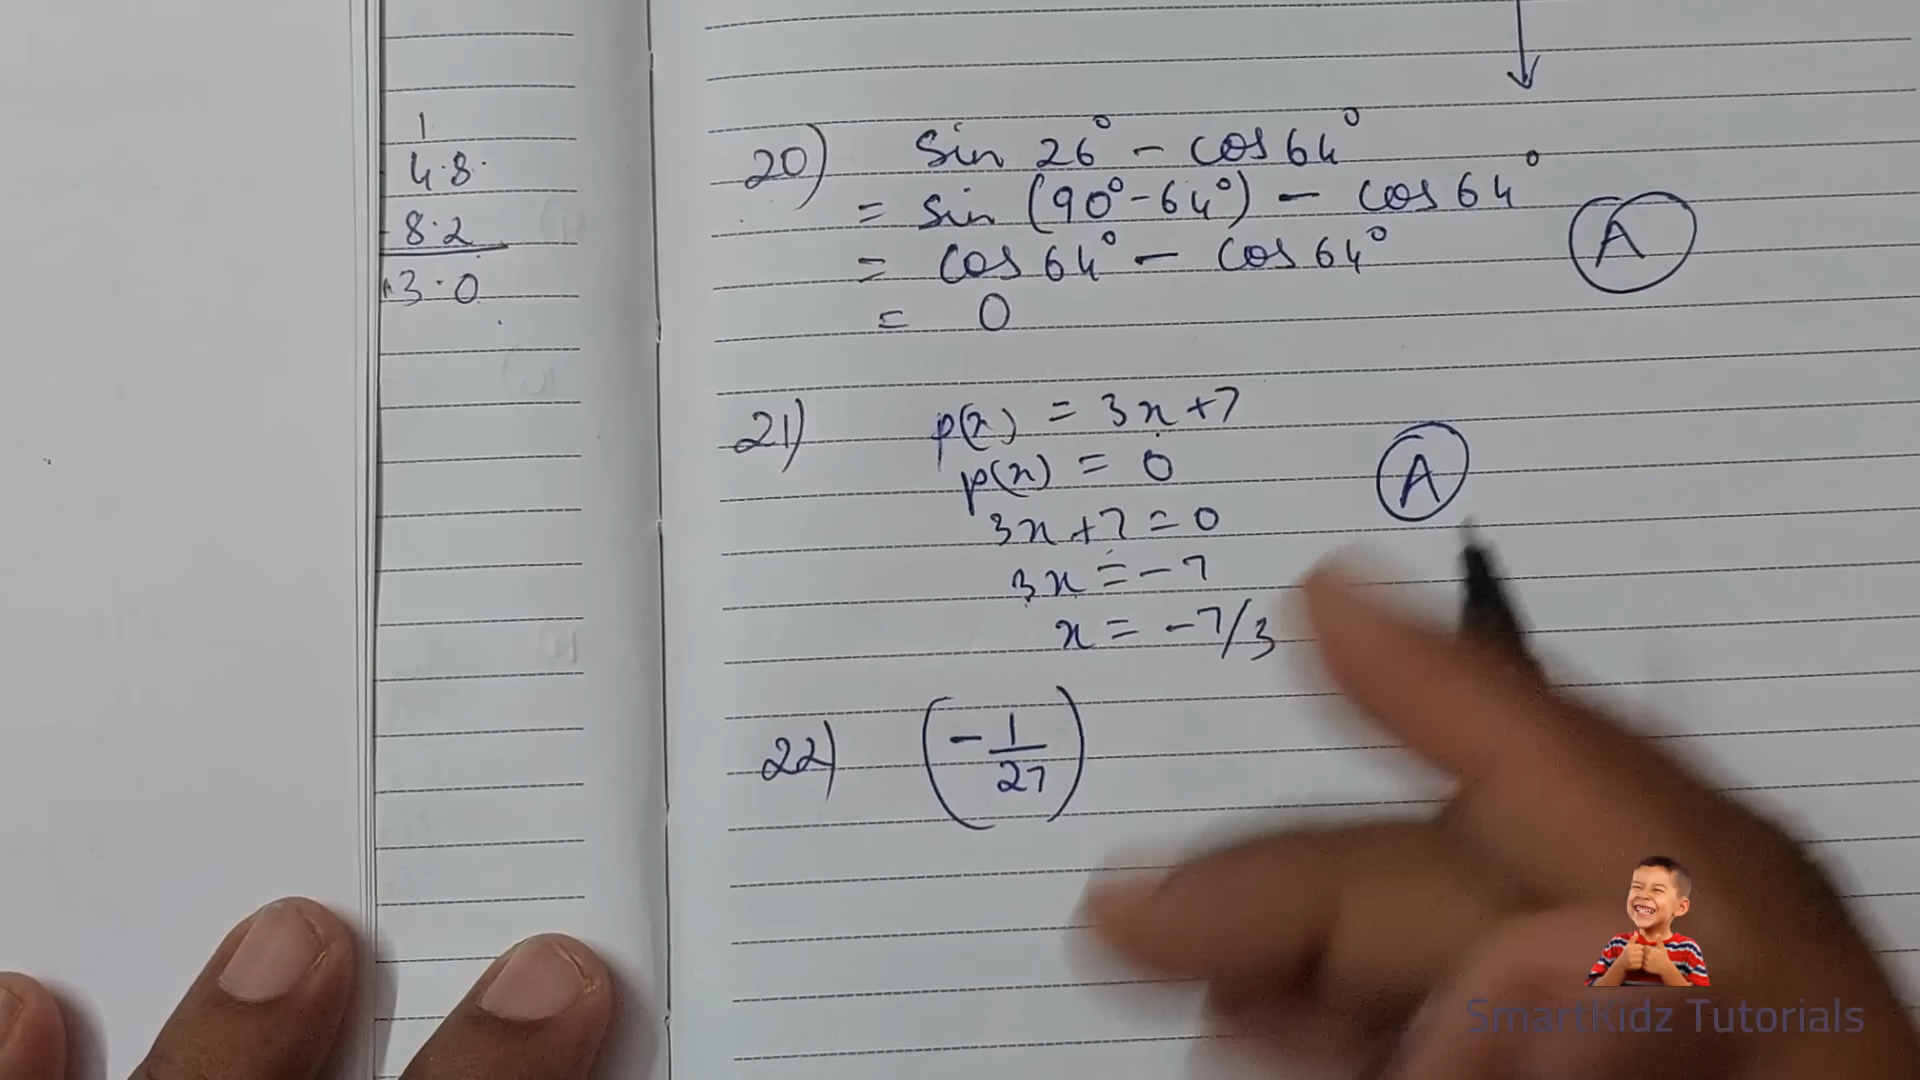 1
4.8.
8.2
13.0
20) Sin 26° - cos 64°
= sin (90°-64°) - cos 64°
= cos 64° - cos 64°
= 0
A
21) p(x) = 3x+7
p(x) = 0
3x+7=0
3x=-7
x = -7/3
A
22) (-1/27)
SmartKidz Tutorials